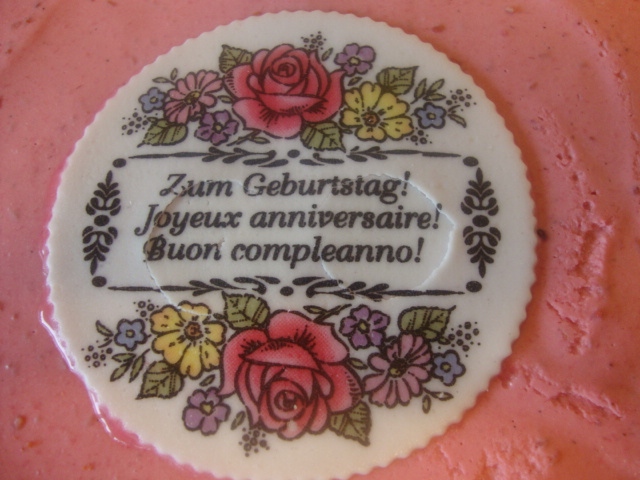 Zum Geburtstag!
Joyeux anniversaire!
Buon compleanno!